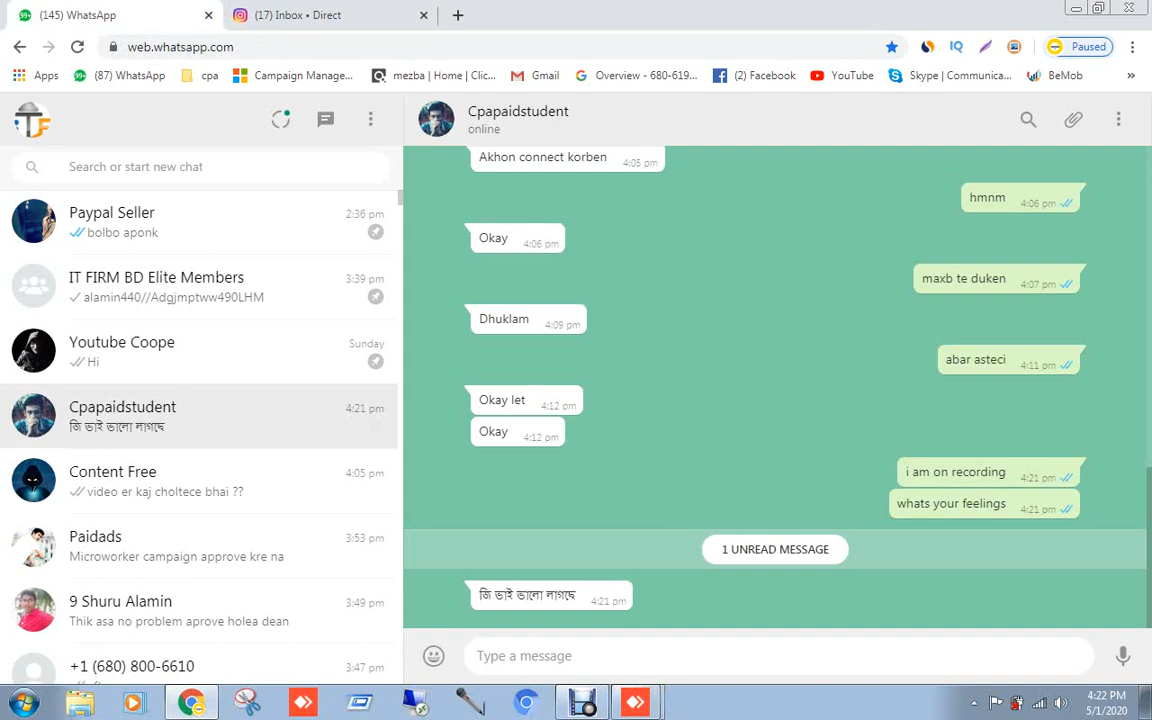 (145) WhatsApp
(17) Inbox • Direct
web.whatsapp.com
IQ
Paused
Apps
(87) WhatsApp
cpa
Campaign Manage...
mezba | Home | Clic...
Gmail
Overview - 680-619...
(2) Facebook
YouTube
Skype | Communica...
BeMob
»
TF
Cpapaidstudent
online
Search or start new chat
Paypal Seller
2:36 pm
bolbo aponk
IT FIRM BD Elite Members
3:39 pm
alamin440//Adgjmptww490LHM
Youtube Coope
Sunday
Hi
Cpapaidstudent
4:21 pm
জি ভাই ভালো লাগছে
Content Free
4:05 pm
video er kaj choltece bhai ??
Paidads
3:53 pm
Microworker campaign approve kre na
9 Shuru Alamin
3:49 pm
Thik asa no problem aprove holea deny
+1 (680) 800-6610
3:47 pm
Akhon connect korben
4:05 pm
hmnm
4:06 pm
Okay
4:06 pm
maxb te duken
4:07 pm
Dhuklam
4:09 pm
abar asteci
4:11 pm
Okay let
4:12 pm
Okay
4:12 pm
i am on recording
4:21 pm
whats your feelings
4:21 pm
1 UNREAD MESSAGE
জি ভাই ভালো লাগছে
4:21 pm
Type a message
4:22 PM
5/1/2020